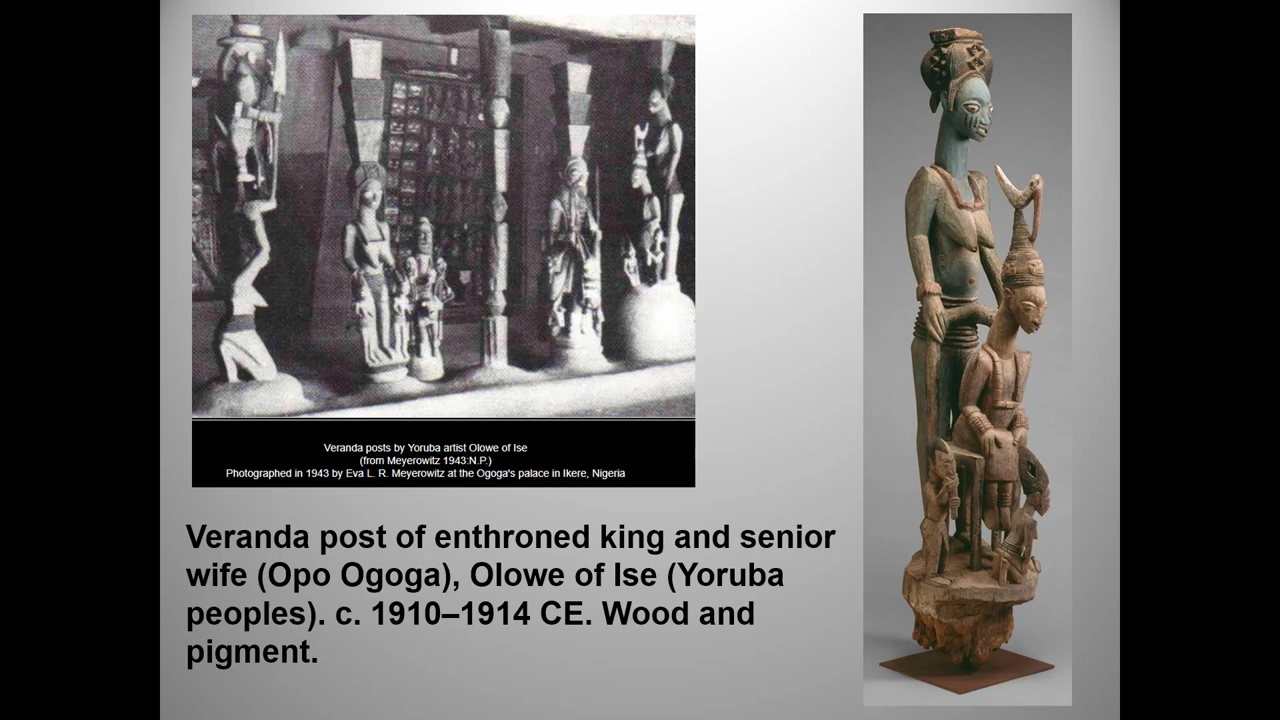 Veranda posts by Yoruba artist Olowe of Ise
(from Meyerowitz 1943:N.P.)
Photographed in 1943 by Eva L. R. Meyerowitz at the Ogoga's palace in Ikere, Nigeria
Veranda post of enthroned king and senior
wife (Opo Ogoga), Olowe of Ise (Yoruba
peoples). c. 1910–1914 CE. Wood and
pigment.